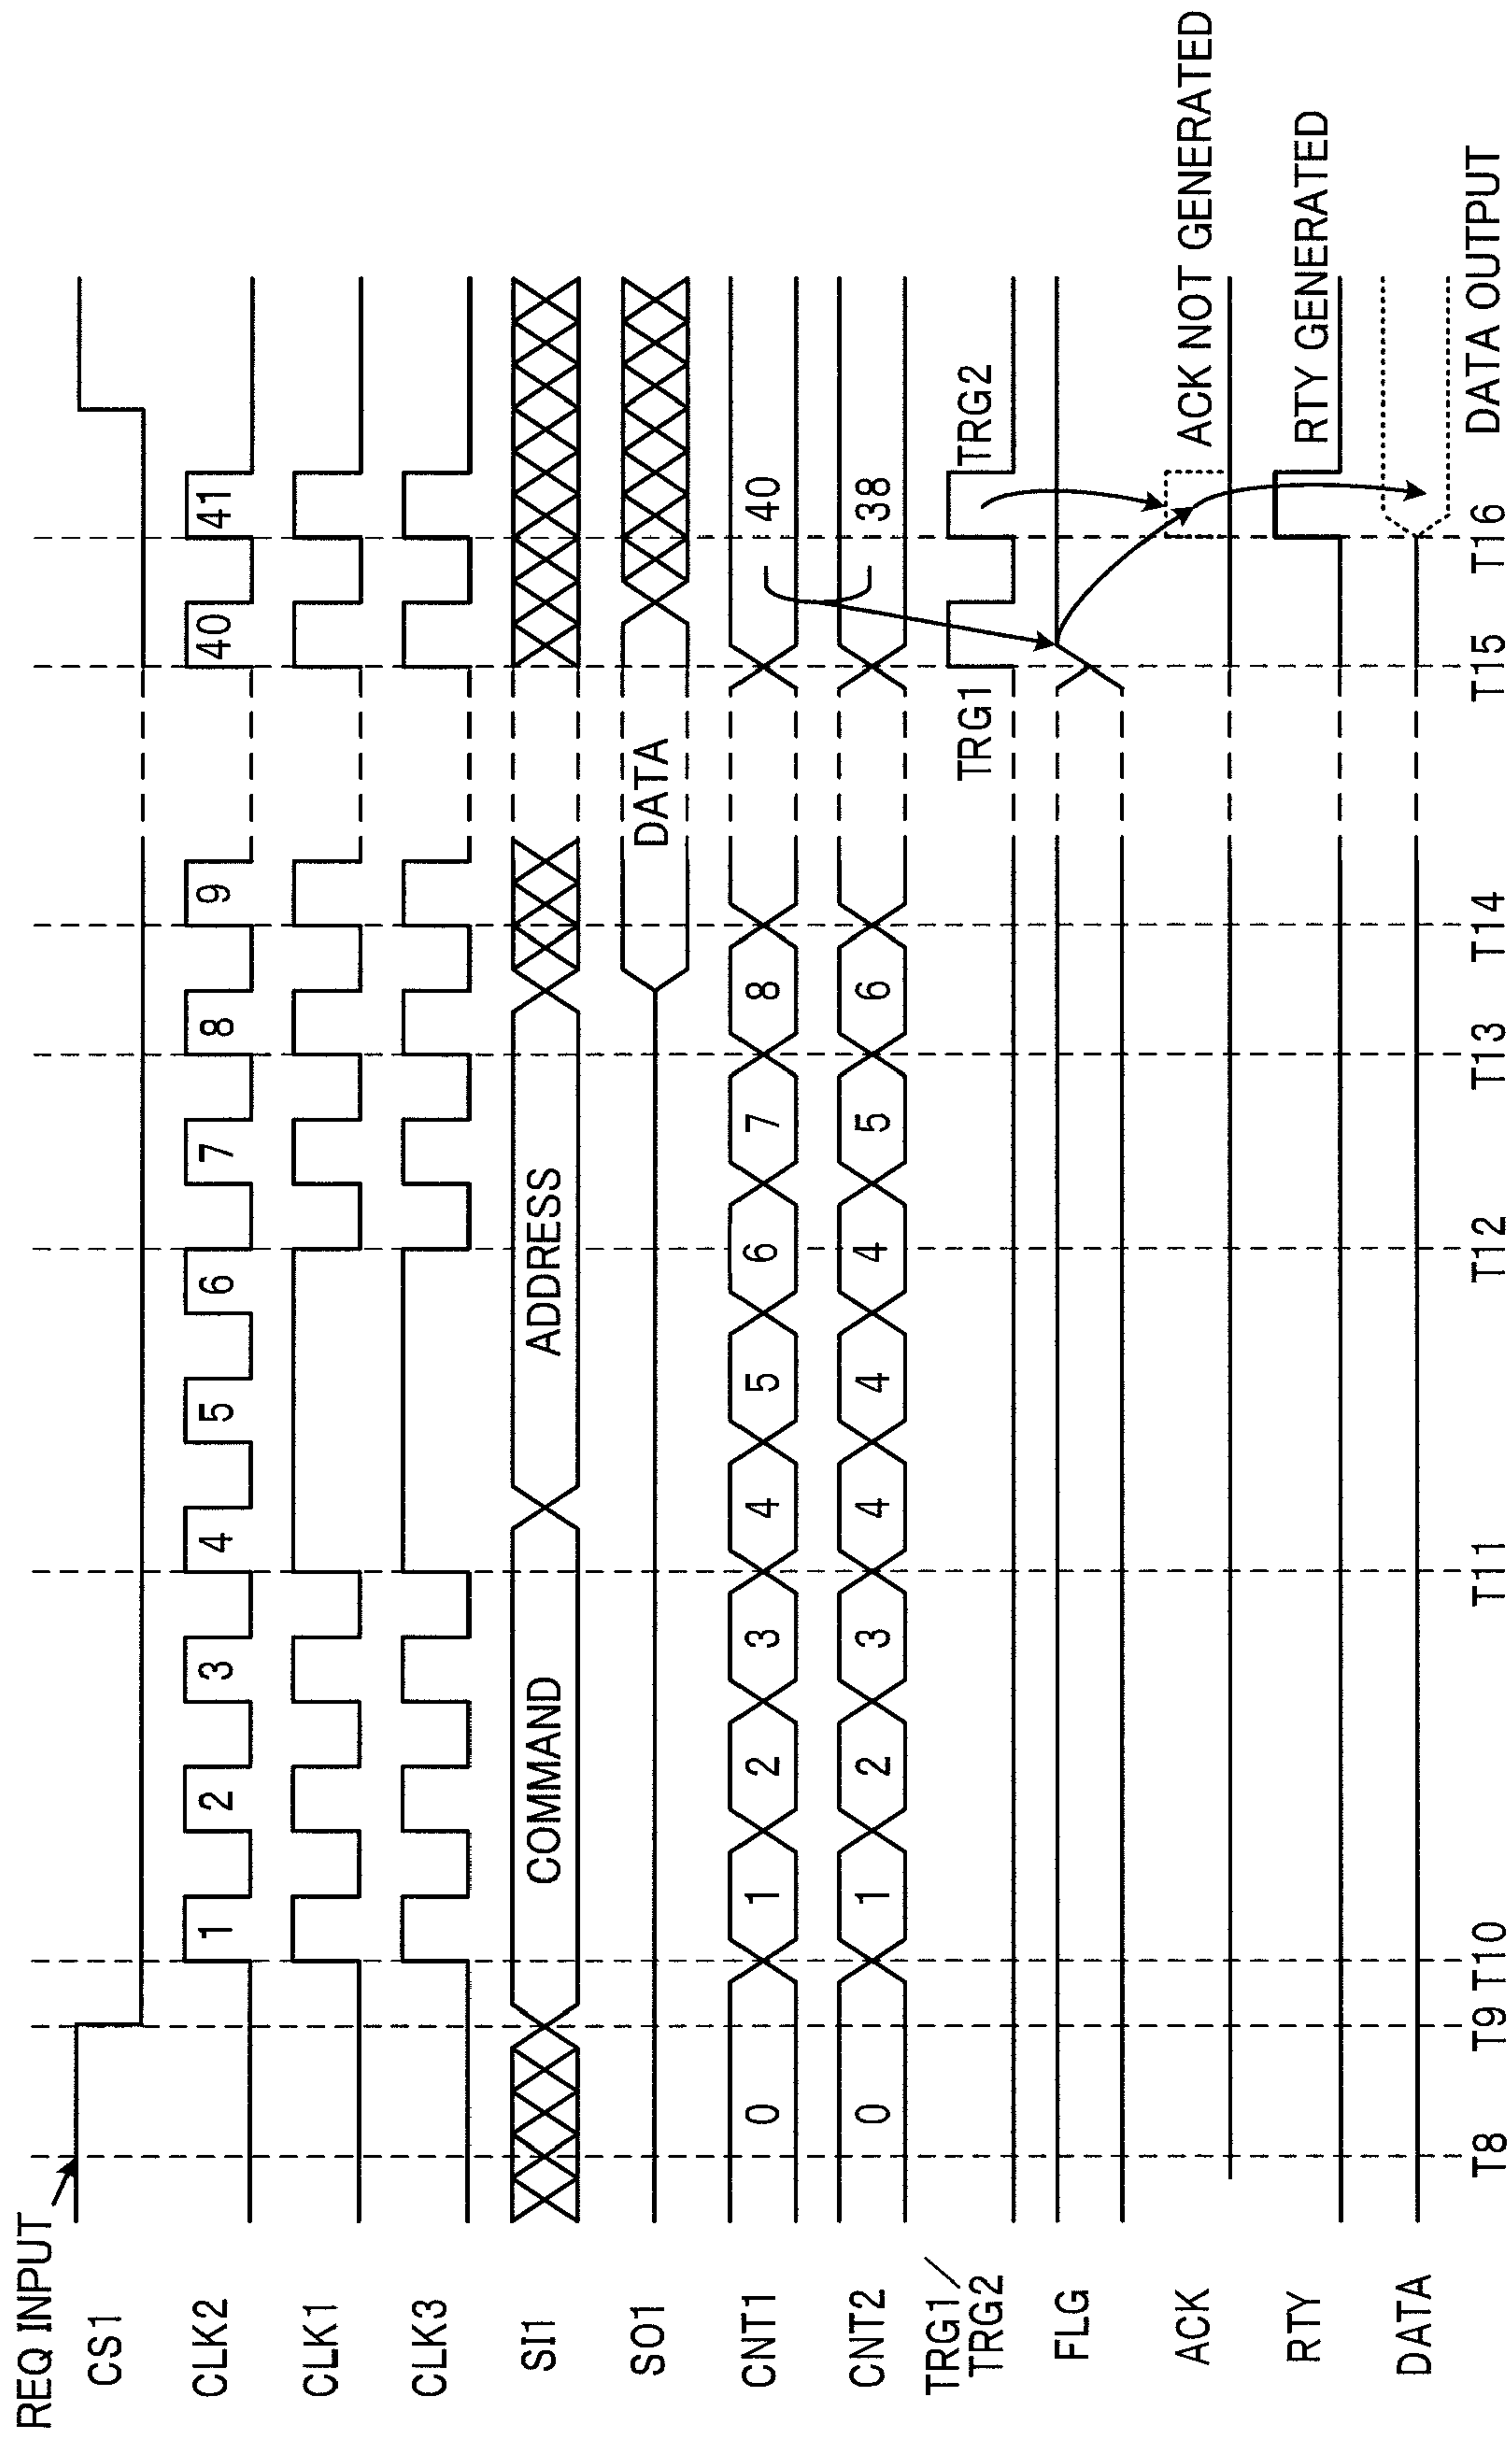 REQ INPUT
CS1
CLK2 1 2 3 4 5 6 7 8 9 40 41
CLK1
CLK3
SI1 COMMAND ADDRESS
SO1 DATA
CNT1 0 1 2 3 4 5 6 7 8 40
CNT2 0 1 2 3 4 4 4 5 6 38
TRG1/
TRG2
TRG1 TRG2
FLG
ACK ACK NOT GENERATED
RTY RTY GENERATED
DATA
DATA OUTPUT
T8 T9 T10 T11 T12 T13 T14 T15 T16